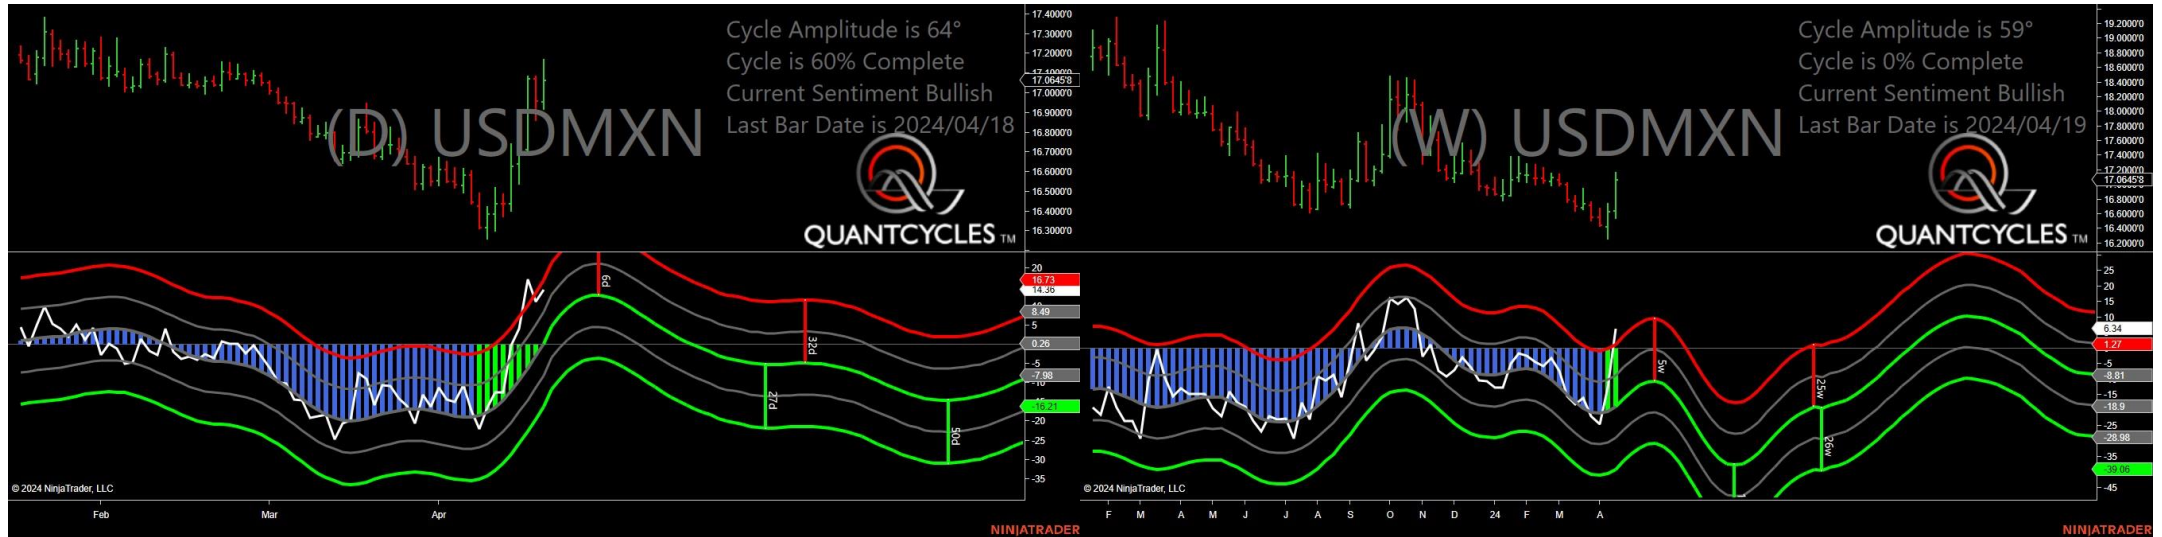 Cycle Amplitude is 64°
Cycle is 60% Complete
Current Sentiment Bullish
Last Bar Date is 2024/04/18
(D) USDMXN
QUANTCYCLES TM
17.4000'0
17.3000'0
17.2000'0
17.0645'8
17.0000'0
16.9000'0
16.8000'0
16.7000'0
16.6000'0
16.5000'0
16.4000'0
16.3000'0
6d
32d
27d
50d
20
16.73
14.36
8.49
5
0.26
-5
-7.98
-10
-16.21
-20
-25
-30
-35
© 2024 NinjaTrader, LLC
Feb Mar Apr
NINJATRADER
Cycle Amplitude is 59°
Cycle is 0% Complete
Current Sentiment Bullish
Last Bar Date is 2024/04/19
(W) USDMXN
QUANTCYCLES TM
19.2000'0
19.0000'0
18.8000'0
18.6000'0
18.4000'0
18.2000'0
18.0000'0
17.8000'0
17.6000'0
17.4000'0
17.2000'0
17.0645'8
16.8000'0
16.6000'0
16.4000'0
16.2000'0
5w
25w
26w
25
20
15
10
6.34
1.27
-8.81
-15
-18.9
-25
-28.98
-35
-39.06
-45
© 2024 NinjaTrader, LLC
F M A M J J A S O N D 24 F M A
NINJATRADER